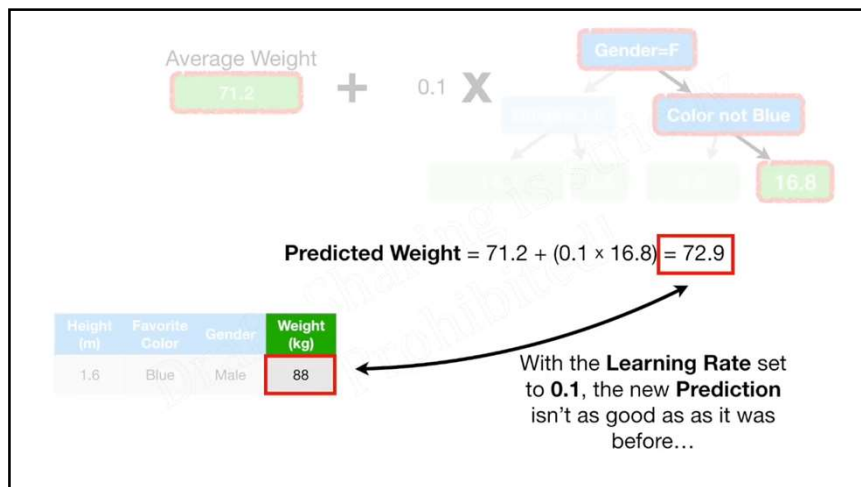 Average Weight
71.2
+
0.1 X
Gender=F
Color not Blue
16.8
Predicted Weight = 71.2 + (0.1 × 16.8) = 72.9
Height (m)
Favorite Color
Gender
Weight (kg)
1.6
Blue
Male
88
With the Learning Rate set
to 0.1, the new Prediction
isn't as good as as it was
before…